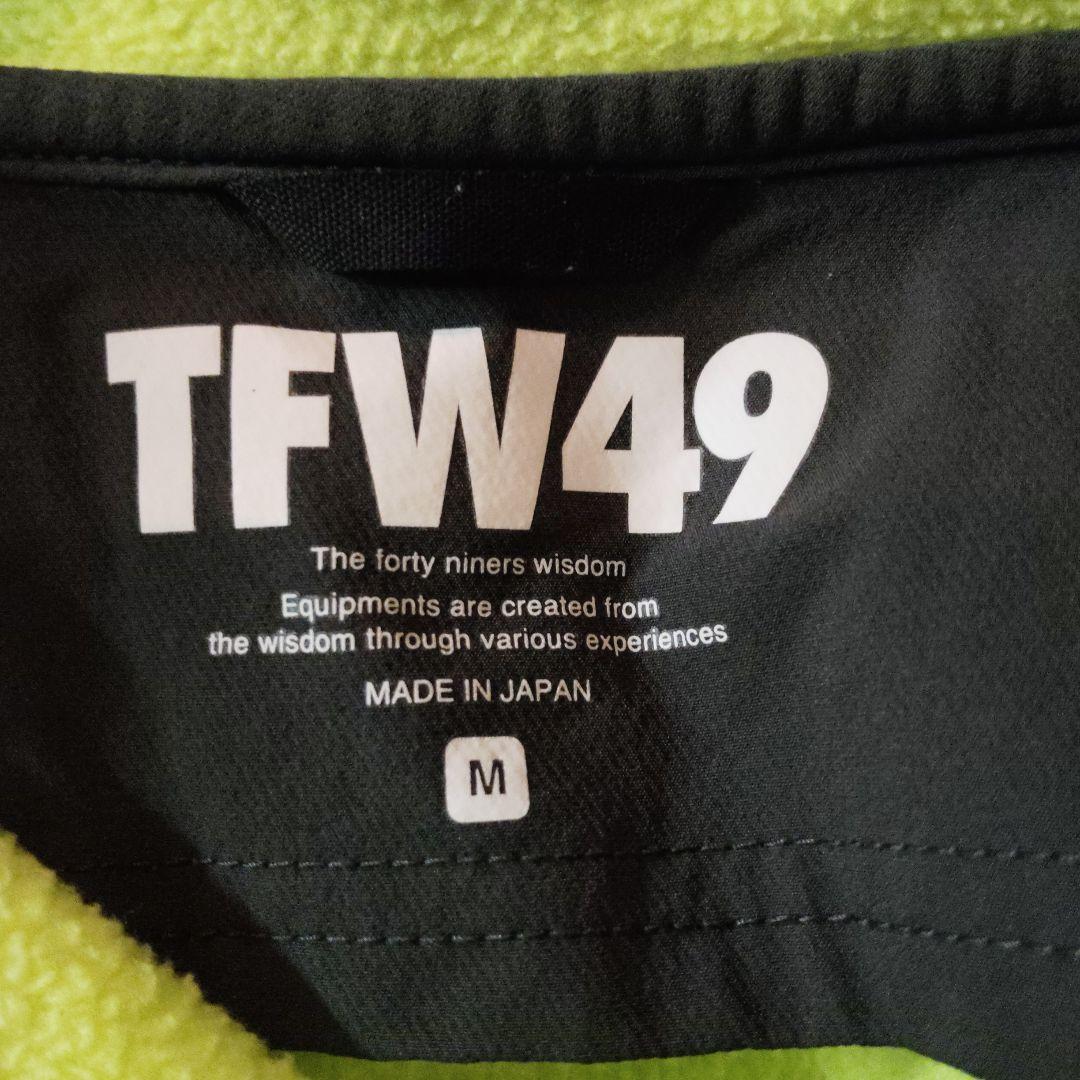 TFW49
The forty niners wisdom
Equipments are created from
the wisdom through various experiences
MADE IN JAPAN
M